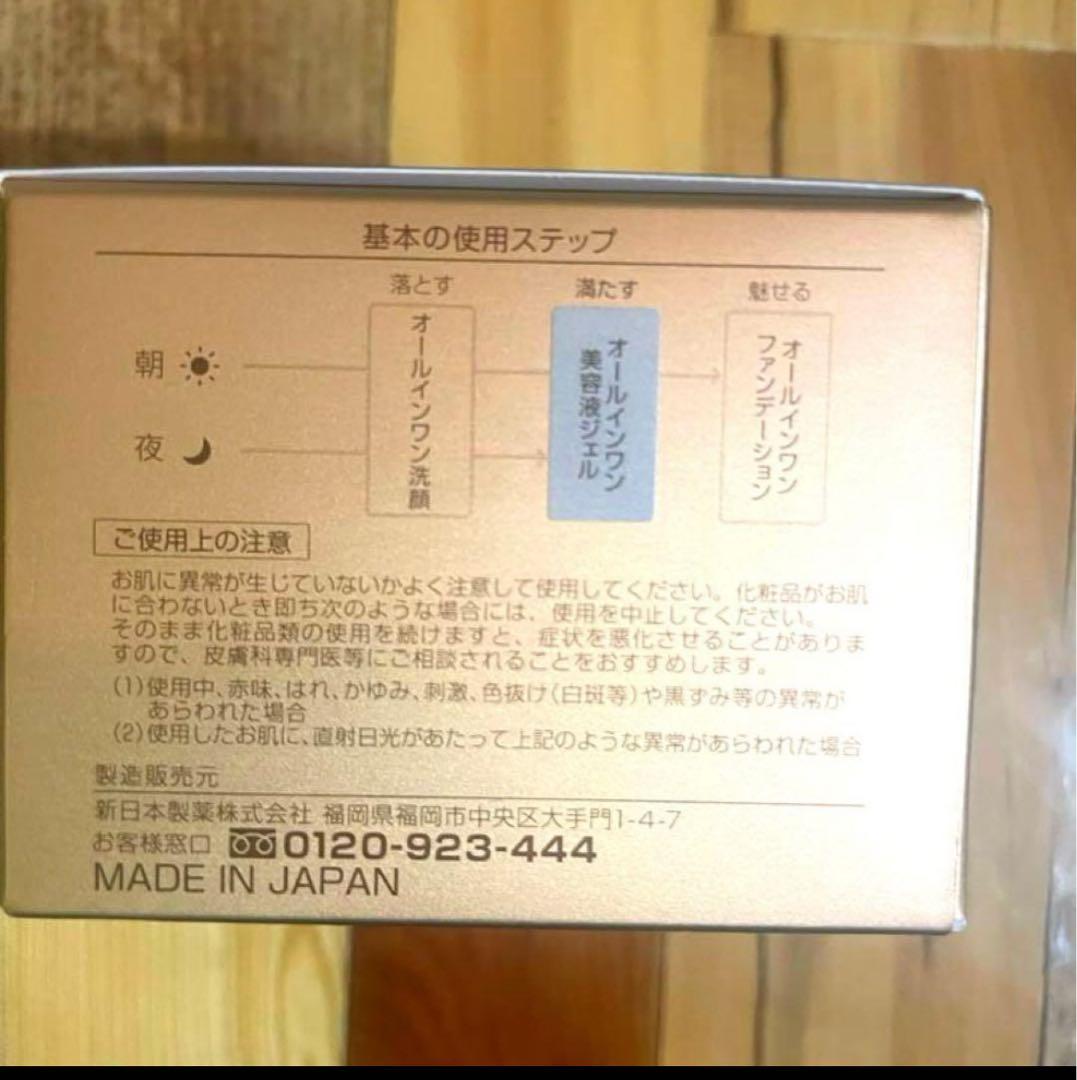 基本の使用ステップ
落とす 満たす 魅せる
朝
夜
オールインワン洗顔
オールインワン
美容液ジェル
オールインワン
ファンデーション
ご使用上の注意
お肌に異常が生じていないかよく注意して使用してください。化粧品がお肌
に合わないとき即ち次のような場合には、使用を中止してください。
そのまま化粧品類の使用を続けますと、症状を悪化させることがありま
すので、皮膚科専門医等にご相談されることをおすすめします。
(1)使用中、赤味、はれ、かゆみ、刺激、色抜け(白斑等)や黒ずみ等の異常が
あらわれた場合
(2)使用したお肌に、直射日光があたって上記のような異常があらわれた場合
製造販売元
新日本製薬株式会社 福岡県福岡市中央区大手門1-4-7
お客様窓口 0120-923-444
MADE IN JAPAN